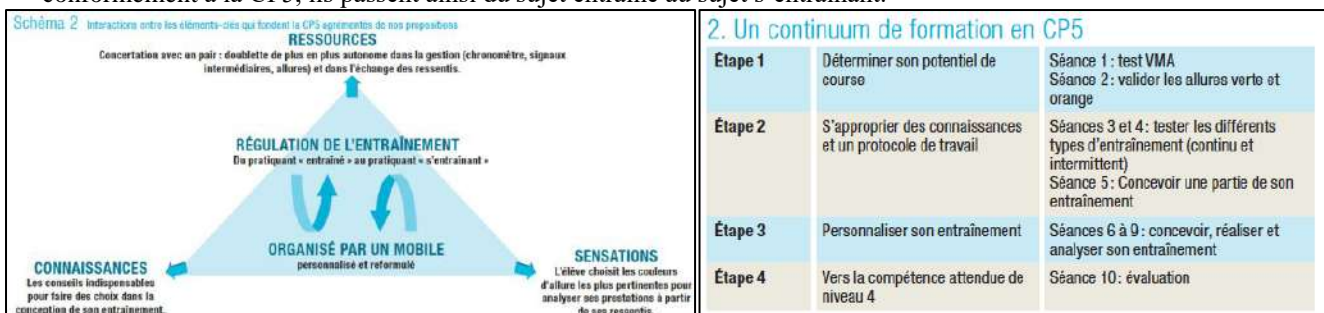 conformément à la CP5, ils passent ainsi du sujet entraîné au sujet s'entraînant.
Schéma 2 Interactions entre les éléments-clés qui fondent la CP5 agrémentés de nos propositions
RESSOURCES
Concertation avec un pair : doublette de plus en plus autonome dans la gestion (chronomètre, signaux
intermédiaires, allures) et dans l'échange des ressentis.
RÉGULATION DE L'ENTRAÎNEMENT
Du pratiquant « entraîné » au pratiquant « s'entrainant »
ORGANISÉ PAR UN MOBILE
personnalisé et reformulé
CONNAISSANCES
Les conseils indispensables
pour faire des choix dans la
conception de son entraînement.
SENSATIONS
L'élève choisit les couleurs
d'allure les plus pertinentes pour
analyser ses prestations à partir
de ses ressentis.
2. Un continuum de formation en CP5
Étape 1
Déterminer son potentiel de
course
Séance 1 : test VMA
Séance 2 : valider les allures verte et
orange
Étape 2
S'approprier des connaissances
et un protocole de travail
Séances 3 et 4 : tester les différents
types d'entraînement (continu et
intermittent)
Séance 5 : Concevoir une partie de son
entraînement
Étape 3
Personnaliser son entraînement
Séances 6 à 9 : concevoir, réaliser et
analyser son entraînement
Étape 4
Vers la compétence attendue de
niveau 4
Séance 10 : évaluation